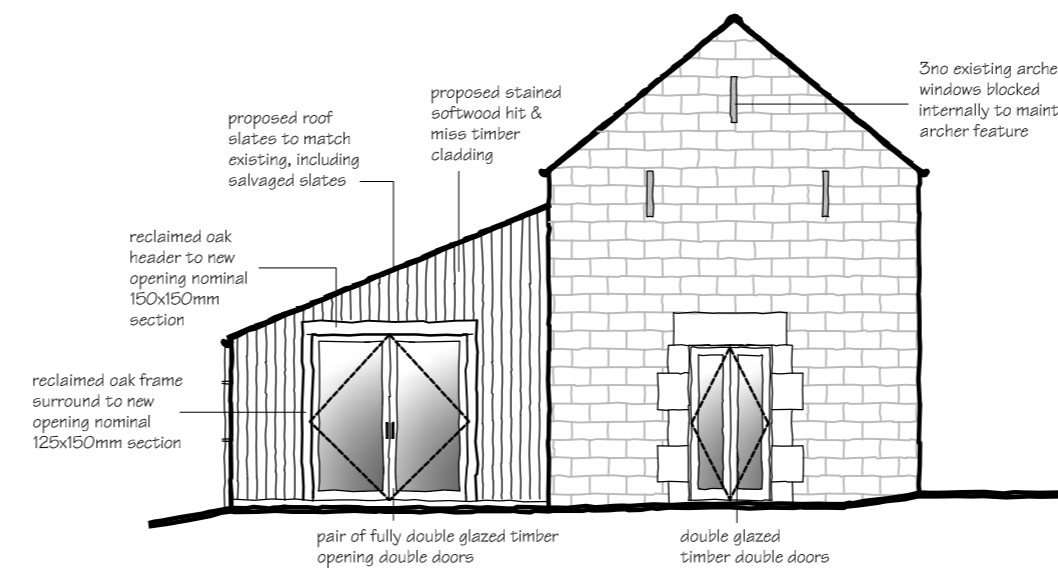 3no existing arche
windows blocked
internally to maint
archer feature
proposed stained
softwood hit &
miss timber
cladding
proposed roof
slates to match
existing, including
salvaged slates
reclaimed oak
header to new
opening nominal
150x150mm
section
reclaimed oak frame
surround to new
opening nominal
125x150mm section
pair of fully double glazed timber
opening double doors
double glazed
timber double doors